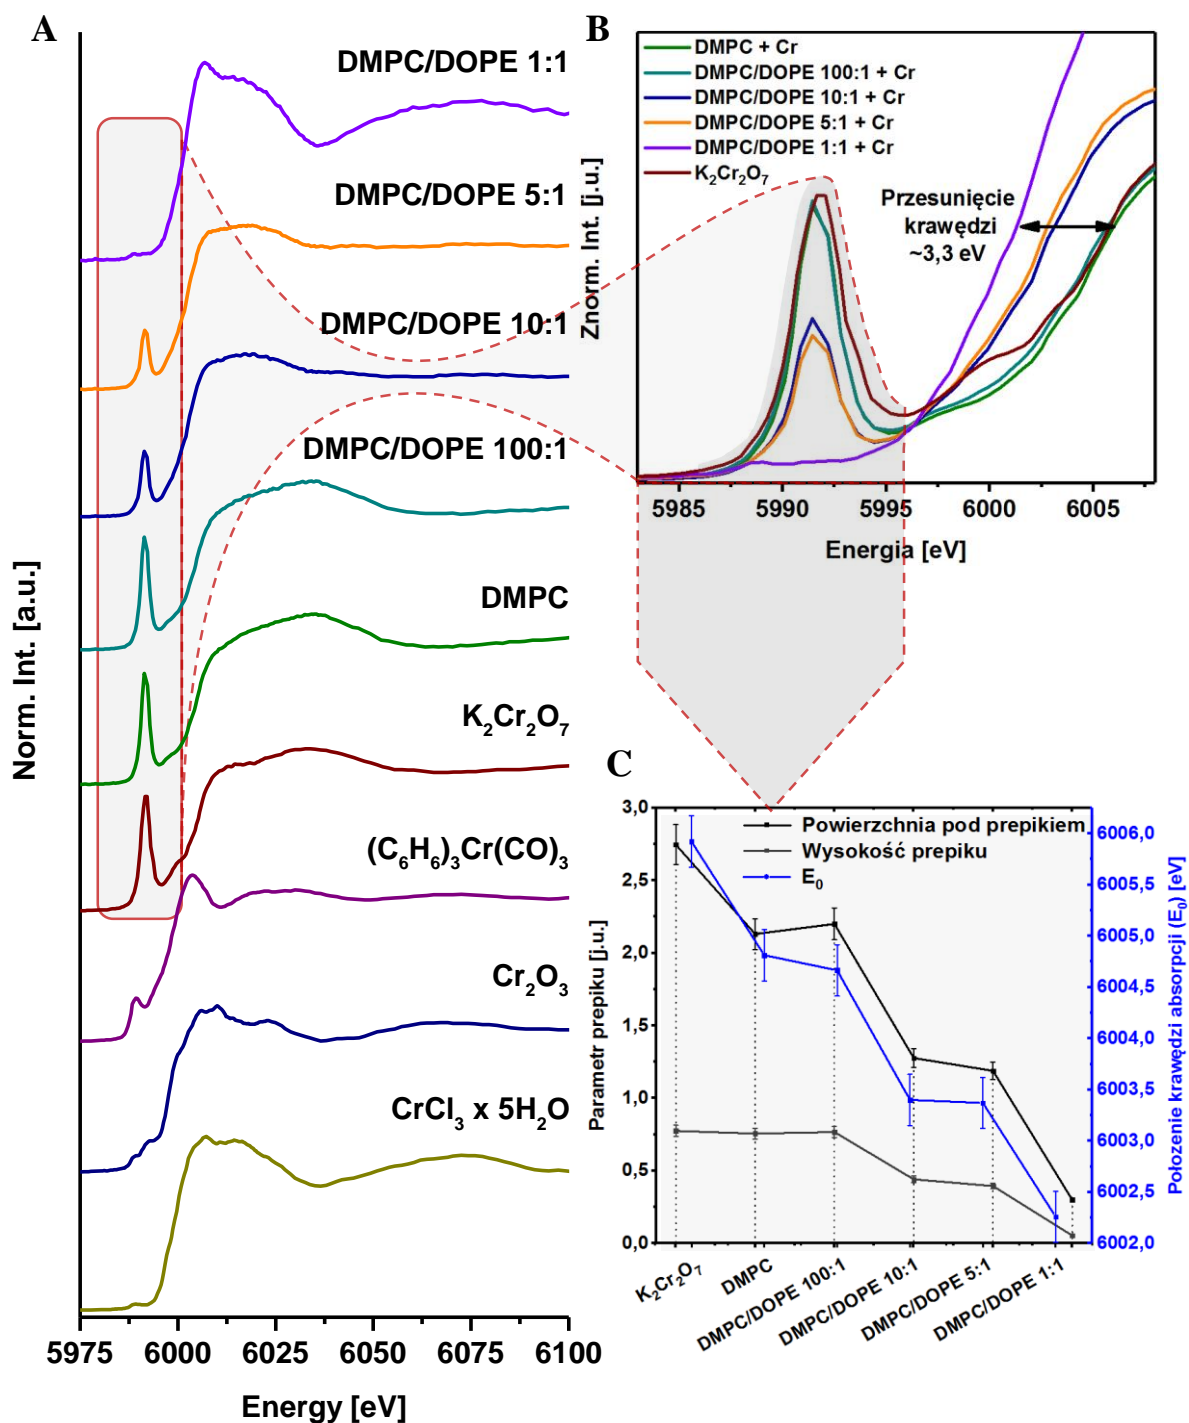 A
DMPC/DOPE 1:1
DMPC/DOPE 5:1
DMPC/DOPE 10:1
DMPC/DOPE 100:1
DMPC
K₂Cr₂O₇
(C₆H₆)₃Cr(CO)₃
Cr₂O₃
CrCl₃ x 5H₂O
Norm. Int. [a.u.]
5975 6000 6025 6050 6075 6100
Energy [eV]
B
DMPC + Cr
DMPC/DOPE 100:1 + Cr
DMPC/DOPE 10:1 + Cr
DMPC/DOPE 5:1 + Cr
DMPC/DOPE 1:1 + Cr
K₂Cr₂O₇
Przesunięcie
krawędzi
~3,3 eV
Znorm. Int. [j.u.]
5985 5990 5995 6000 6005
Energia [eV]
C
Powierzchnia pod prepikiem
Wysokość prepiku
E₀
Parametr prepiku [j.u.]
3,0
2,5
2,0
1,5
1,0
0,5
0,0
6006,0
6005,5
6005,0
6004,5
6004,0
6003,5
6003,0
6002,5
6002,0
Położenie krawędzi absorpcji (E₀) [eV]
K₂Cr₂O₇
DMPC
DMPC/DOPE 100:1
DMPC/DOPE 10:1
DMPC/DOPE 5:1
DMPC/DOPE 1:1